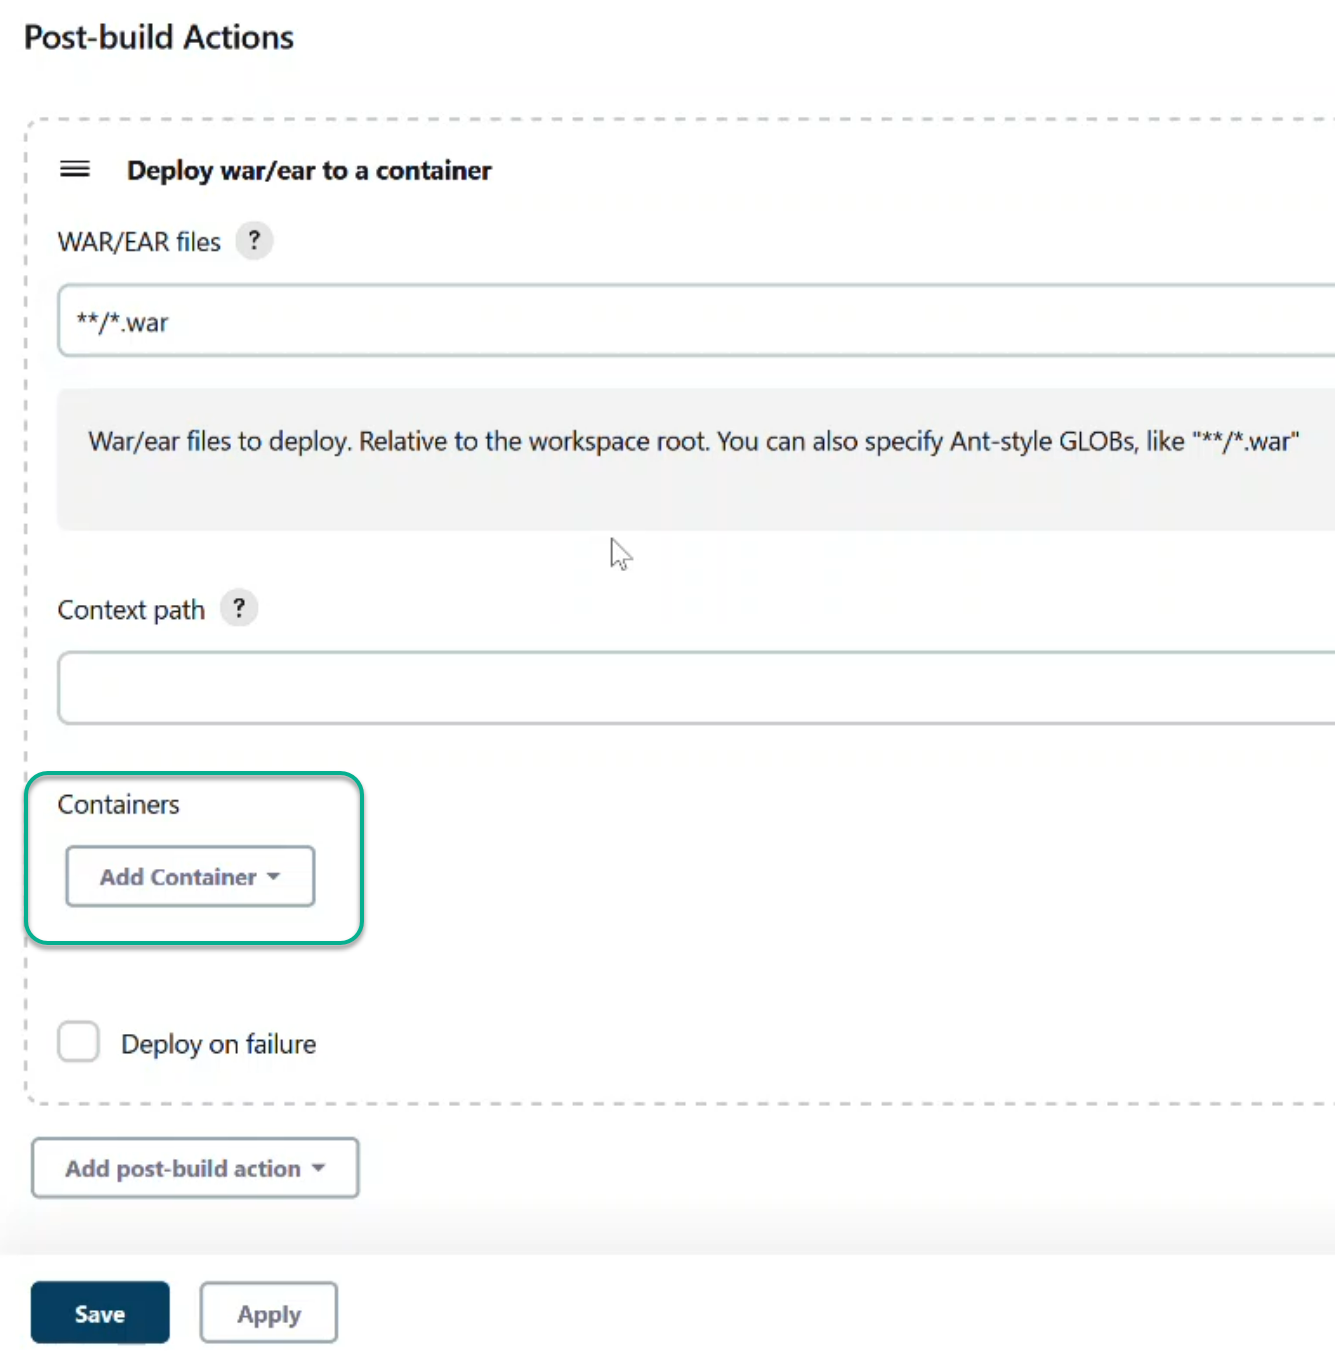 Post-build Actions
Deploy war/ear to a container
WAR/EAR files ?
**/*.war
War/ear files to deploy. Relative to the workspace root. You can also specify Ant-style GLOBs, like "**/*.war"
Context path ?
Containers
Add Container
Deploy on failure
Add post-build action
Save Apply